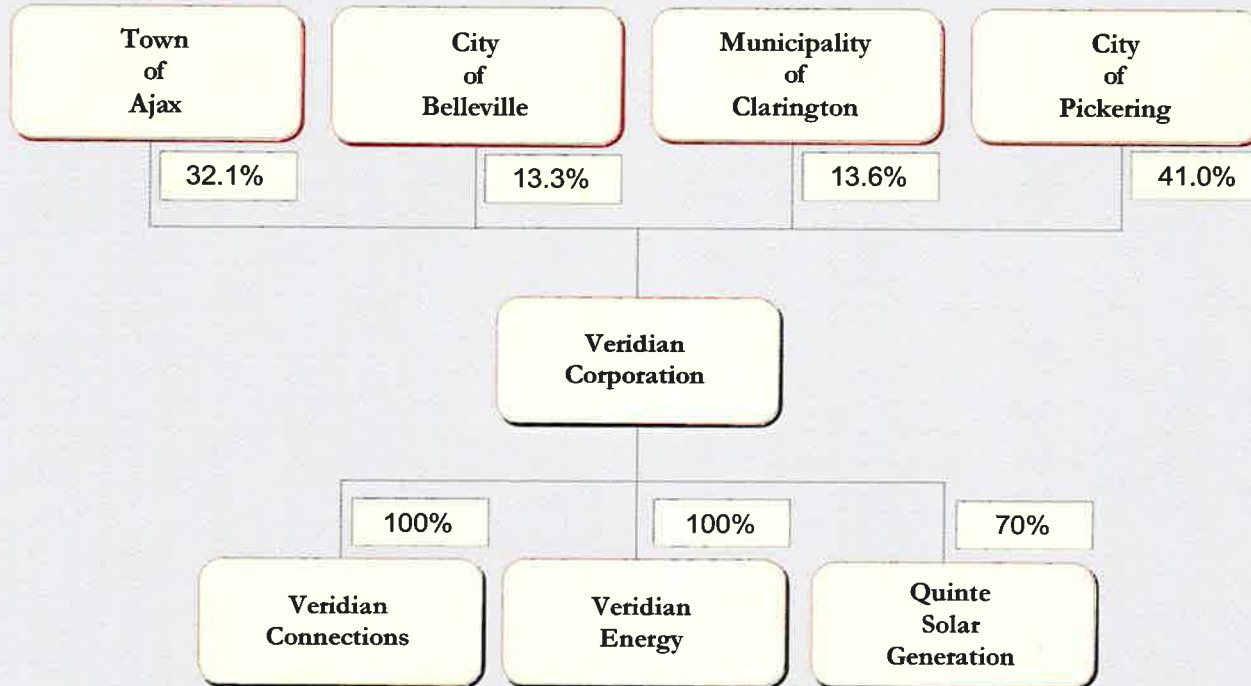 Town
of
Ajax
City
of
Belleville
Municipality
of
Clarington
City
of
Pickering
32.1%
13.3%
13.6%
41.0%
Veridian
Corporation
100%
100%
70%
Veridian
Connections
Veridian
Energy
Quinte
Solar
Generation